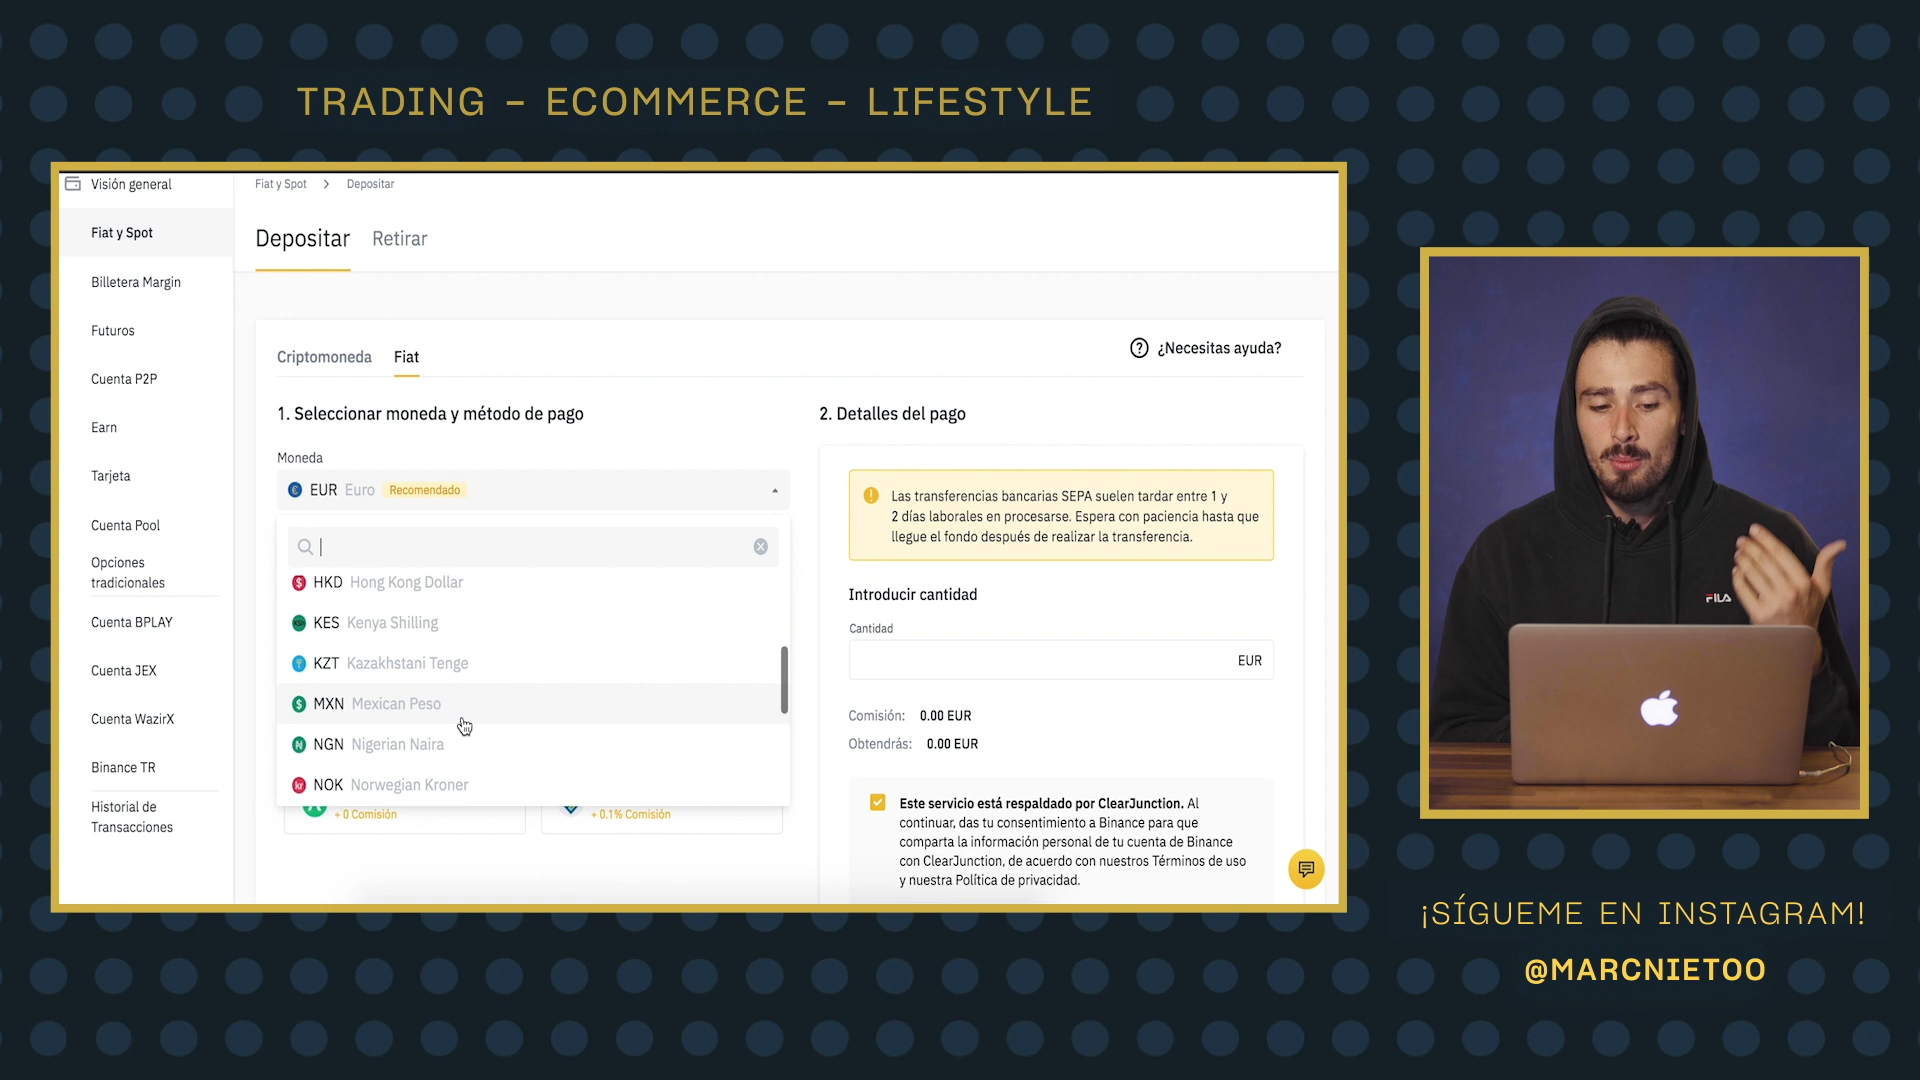 TRADING - ECOMMERCE - LIFESTYLE
Visión general
Fiat y Spot
Billetera Margin
Futuros
Cuenta P2P
Earn
Tarjeta
Cuenta Pool
Opciones
tradicionales
Cuenta BPLAY
Cuenta JEX
Cuenta WazirX
Binance TR
Historial de
Transacciones
Fiat y Spot > Depositar
Depositar Retirar
Criptomoneda Fiat
¿Necesitas ayuda?
1. Seleccionar moneda y método de pago
Moneda
EUR Euro Recomendado
HKD Hong Kong Dollar
KES Kenya Shilling
KZT Kazakhstani Tenge
MXN Mexican Peso
NGN Nigerian Naira
NOK Norwegian Kroner
+ 0 Comisión
+ 0.1% Comisión
2. Detalles del pago
Las transferencias bancarias SEPA suelen tardar entre 1 y
2 días laborales en procesarse. Espera con paciencia hasta que
llegue el fondo después de realizar la transferencia.
Introducir cantidad
Cantidad
EUR
Comisión: 0.00 EUR
Obtendrás: 0.00 EUR
Este servicio está respaldado por ClearJunction. Al
continuar, das tu consentimiento a Binance para que
comparta la información personal de tu cuenta de Binance
con ClearJunction, de acuerdo con nuestros Términos de uso
y nuestra Política de privacidad.
FILA
¡SÍGUEME EN INSTAGRAM!
@MARCNIETOO